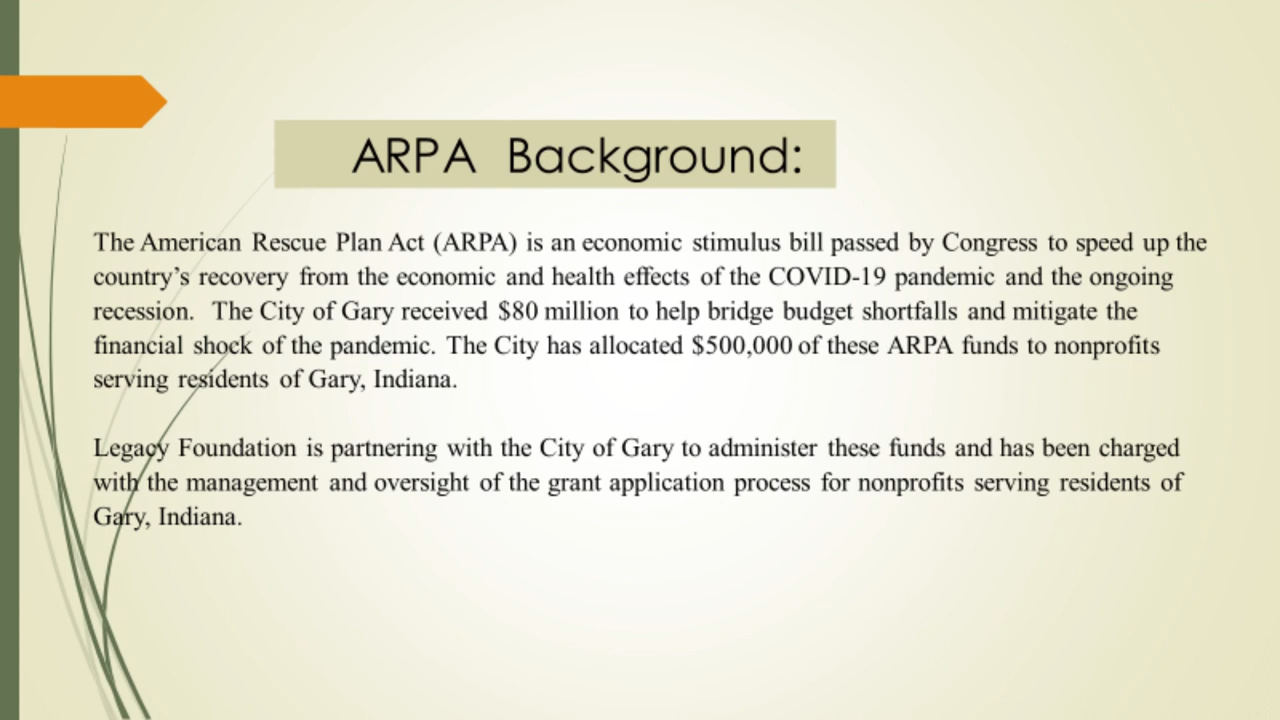 ARPA Background:
The American Rescue Plan Act (ARPA) is an economic stimulus bill passed by Congress to speed up the
country’s recovery from the economic and health effects of the COVID-19 pandemic and the ongoing
recession. The City of Gary received $80 million to help bridge budget shortfalls and mitigate the
financial shock of the pandemic. The City has allocated $500,000 of these ARPA funds to nonprofits
serving residents of Gary, Indiana.
Legacy Foundation is partnering with the City of Gary to administer these funds and has been charged
with the management and oversight of the grant application process for nonprofits serving residents of
Gary, Indiana.